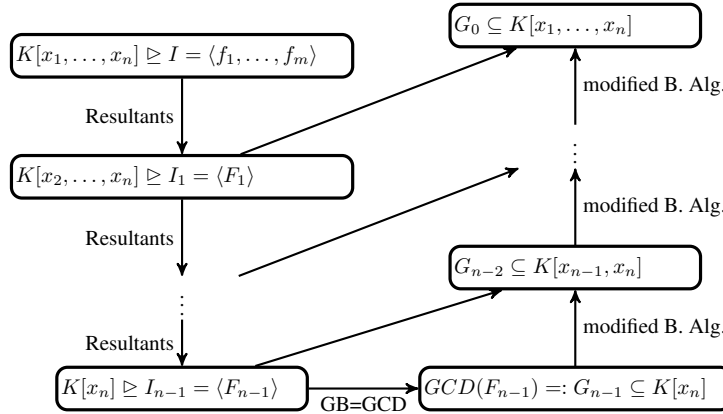 G_0 ⊆ K[x_1, . . . , x_n]
K[x_1, . . . , x_n] ⊵ I = ⟨f_1, . . . , f_m⟩
modified B. Alg.
Resultants
⋮
K[x_2, . . . , x_n] ⊵ I_1 = ⟨F_1⟩
modified B. Alg.
Resultants
G_{n−2} ⊆ K[x_{n−1}, x_n]
⋮
modified B. Alg.
Resultants
K[x_n] ⊵ I_{n−1} = ⟨F_{n−1}⟩
GB=GCD
GCD(F_{n−1}) =: G_{n−1} ⊆ K[x_n]